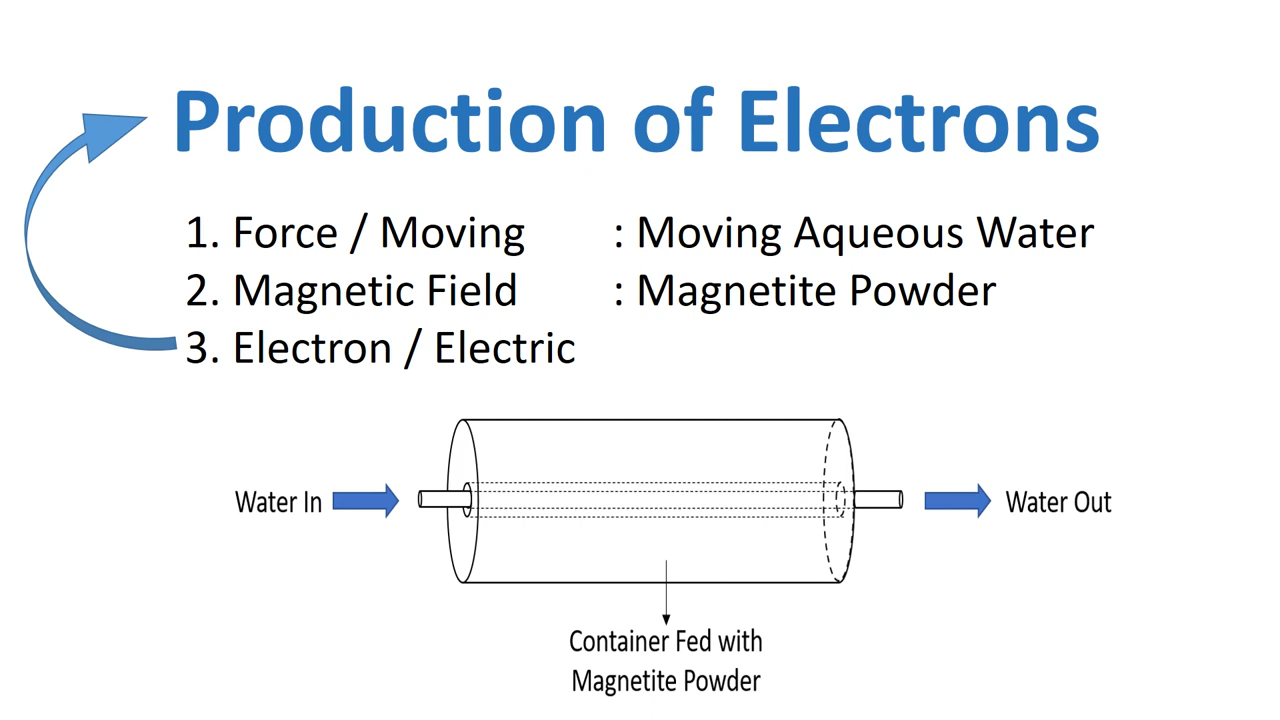 Production of Electrons
1. Force / Moving : Moving Aqueous Water
2. Magnetic Field : Magnetite Powder
3. Electron / Electric
Water In
Water Out
Container Fed with
Magnetite Powder